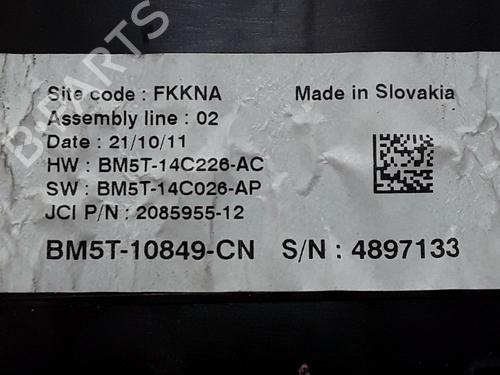 B-PARTS
Site code : FKKNA
Made in Slovakia
Assembly line : 02
Date : 21/10/11
HW : BM5T-14C226-AC
SW : BM5T-14C026-AP
JCI P/N : 2085955-12
BM5T-10849-CN S/N : 4897133